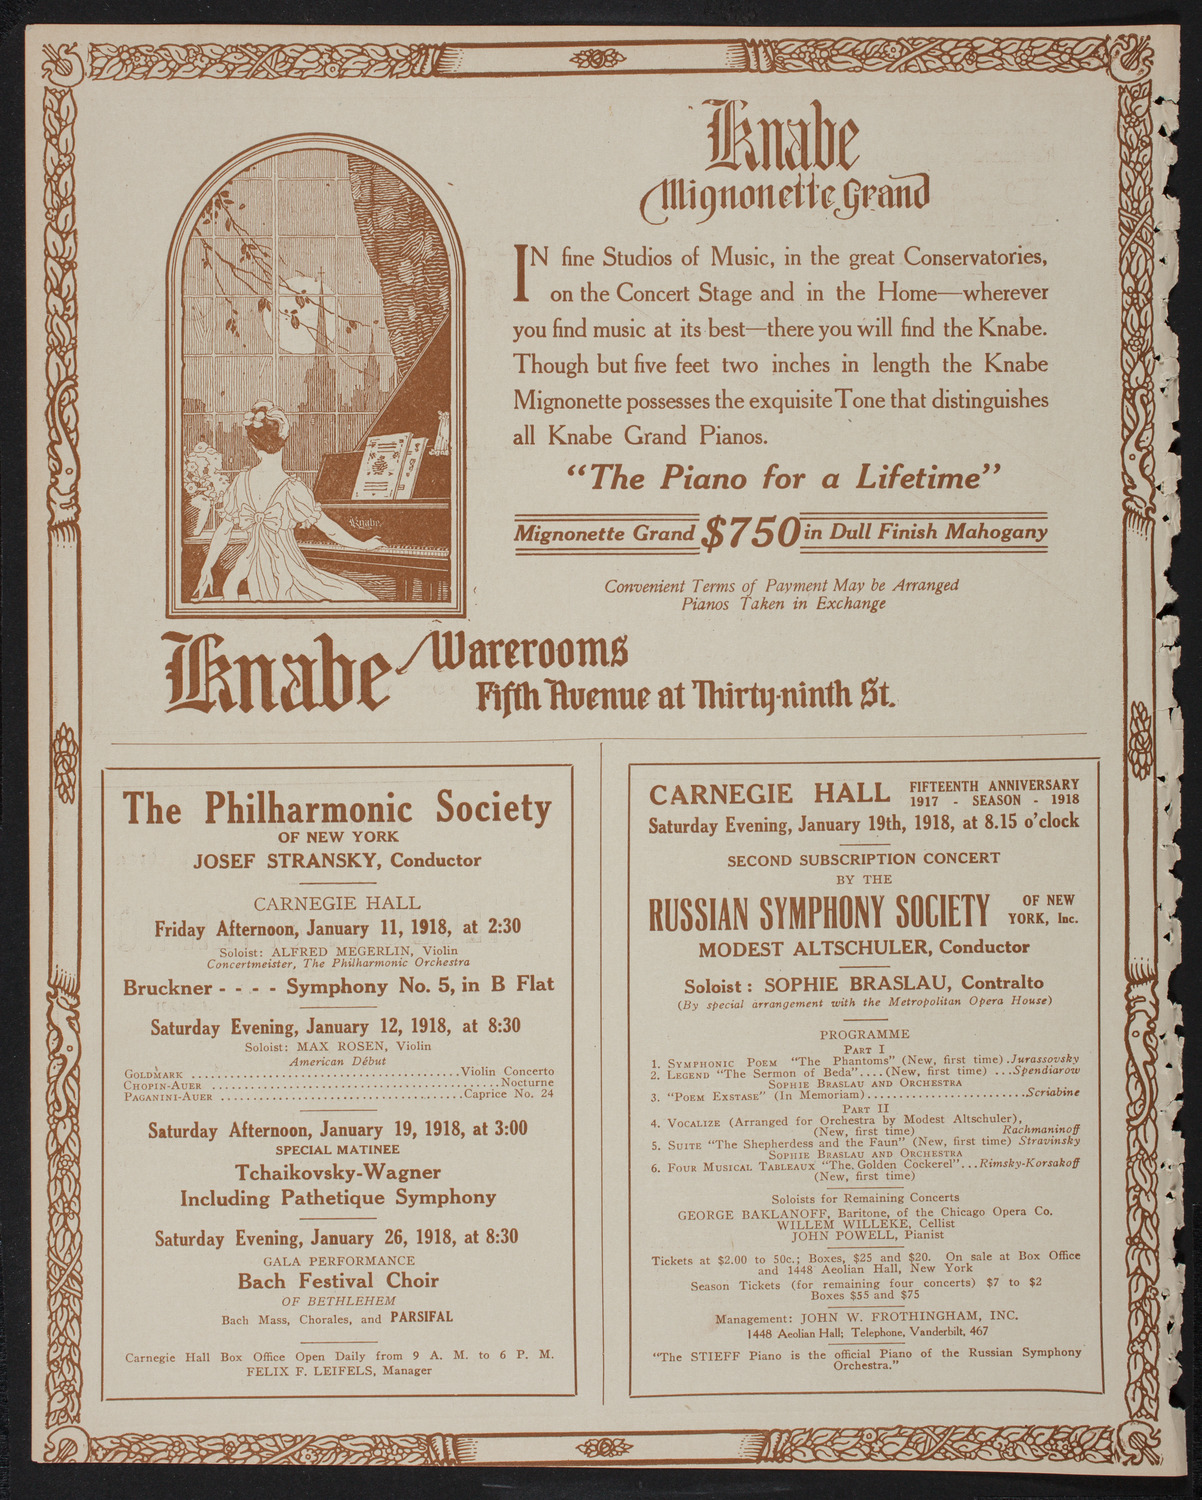 Knabe
Mignonette Grand
IN fine Studios of Music, in the great Conservatories,
on the Concert Stage and in the Home—wherever
you find music at its best—there you will find the Knabe.
Though but five feet two inches in length the Knabe
Mignonette possesses the exquisite Tone that distinguishes
all Knabe Grand Pianos.
"The Piano for a Lifetime"
Mignonette Grand $750 in Dull Finish Mahogany
Convenient Terms of Payment May be Arranged
Pianos Taken in Exchange
Knabe
Knabe Warerooms
Fifth Avenue at Thirty-ninth St.
The Philharmonic Society
OF NEW YORK
JOSEF STRANSKY, Conductor
CARNEGIE HALL
Friday Afternoon, January 11, 1918, at 2:30
Soloist: ALFRED MEGERLIN, Violin
Concertmeister, The Philharmonic Orchestra
Bruckner - - - - Symphony No. 5, in B Flat
Saturday Evening, January 12, 1918, at 8:30
Soloist: MAX ROSEN, Violin
American Début
GOLDMARK ........................................Violin Concerto
CHOPIN-AUER ...........................................Nocturne
PAGANINI-AUER ....................................Caprice No. 24
Saturday Afternoon, January 19, 1918, at 3:00
SPECIAL MATINEE
Tchaikovsky-Wagner
Including Pathetique Symphony
Saturday Evening, January 26, 1918, at 8:30
GALA PERFORMANCE
Bach Festival Choir
OF BETHLEHEM
Bach Mass, Chorales, and PARSIFAL
Carnegie Hall Box Office Open Daily from 9 A. M. to 6 P. M.
FELIX F. LEIFELS, Manager
CARNEGIE HALL FIFTEENTH ANNIVERSARY
1917 - SEASON - 1918
Saturday Evening, January 19th, 1918, at 8.15 o'clock
SECOND SUBSCRIPTION CONCERT
BY THE
RUSSIAN SYMPHONY SOCIETY OF NEW
YORK, Inc.
MODEST ALTSCHULER, Conductor
Soloist: SOPHIE BRASLAU, Contralto
(By special arrangement with the Metropolitan Opera House)
PROGRAMME
PART I
1. SYMPHONIC POEM "The Phantoms" (New, first time).Jurassovsky
2. LEGEND "The Sermon of Beda"....(New, first time) ...Spendiarow
SOPHIE BRASLAU AND ORCHESTRA
3. "POEM EXSTASE" (In Memoriam)........................Scriabine
PART II
4. VOCALIZE (Arranged for Orchestra by Modest Altschuler),
(New, first time) Rachmaninoff
5. SUITE "The Shepherdess and the Faun" (New, first time) Stravinsky
SOPHIE BRASLAU AND ORCHESTRA
6. FOUR MUSICAL TABLEAUX "The Golden Cockerel"...Rimsky-Korsakoff
(New, first time)
Soloists for Remaining Concerts
GEORGE BAKLANOFF, Baritone, of the Chicago Opera Co.
WILLEM WILLEKE, Cellist
JOHN POWELL, Pianist
Tickets at $2.00 to 50c.; Boxes, $25 and $20. On sale at Box Office
and 1448 Aeolian Hall, New York
Season Tickets (for remaining four concerts) $7 to $2
Boxes $55 and $75
Management: JOHN W. FROTHINGHAM, INC.
1448 Aeolian Hall; Telephone, Vanderbilt, 467
"The STIEFF Piano is the official Piano of the Russian Symphony
Orchestra."